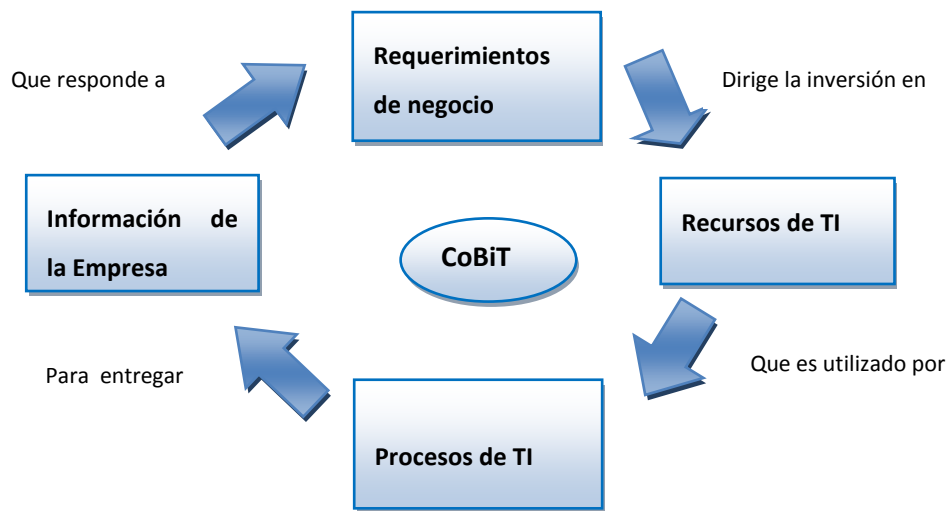 Requerimientos
de negocio
Que responde a
Dirige la inversión en
Información de
la Empresa
CoBiT
Recursos de TI
Para entregar
Que es utilizado por
Procesos de TI